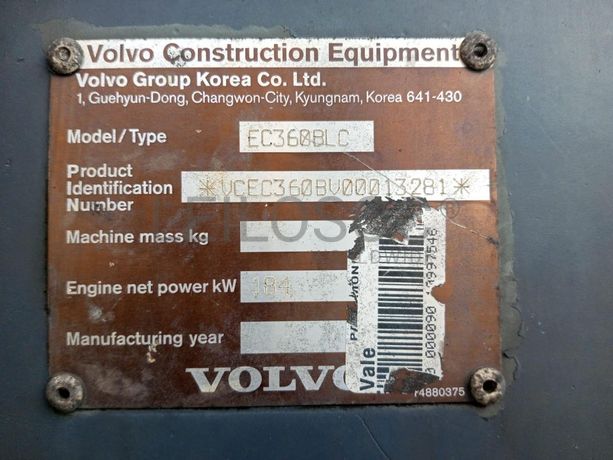 Volvo Construction Equipment
Volvo Group Korea Co. Ltd.
1, Guehyun-Dong, Changwon-City, Kyungnam, Korea 641-430
Model/Type EC360BLC
Product Identification Number *VCEC360BV00013281*
Machine mass kg
Engine net power kW 184
Manufacturing year
VOLVO
Vale
14880375